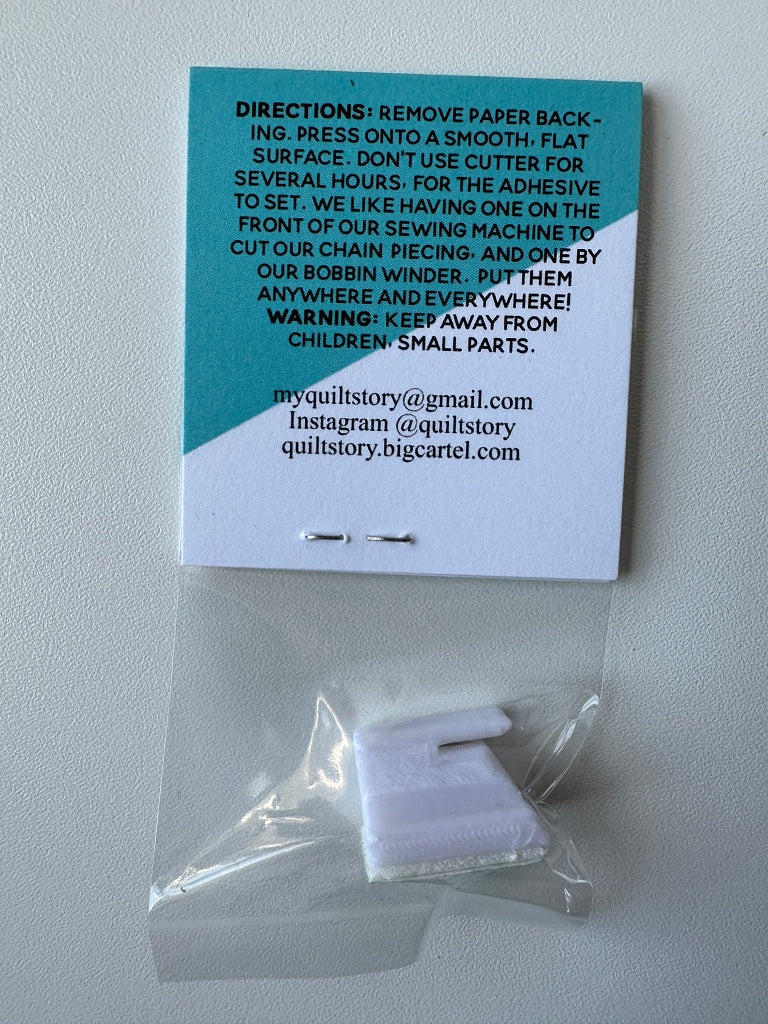 DIRECTIONS: REMOVE PAPER BACK-
ING. PRESS ONTO A SMOOTH, FLAT
SURFACE. DON'T USE CUTTER FOR
SEVERAL HOURS, FOR THE ADHESIVE
TO SET. WE LIKE HAVING ONE ON THE
FRONT OF OUR SEWING MACHINE TO
CUT OUR CHAIN PIECING, AND ONE BY
OUR BOBBIN WINDER. PUT THEM
ANYWHERE AND EVERYWHERE!
WARNING: KEEP AWAY FROM
CHILDREN, SMALL PARTS.
myquiltstory@gmail.com
Instagram @quiltstory
quiltstory.bigcartel.com